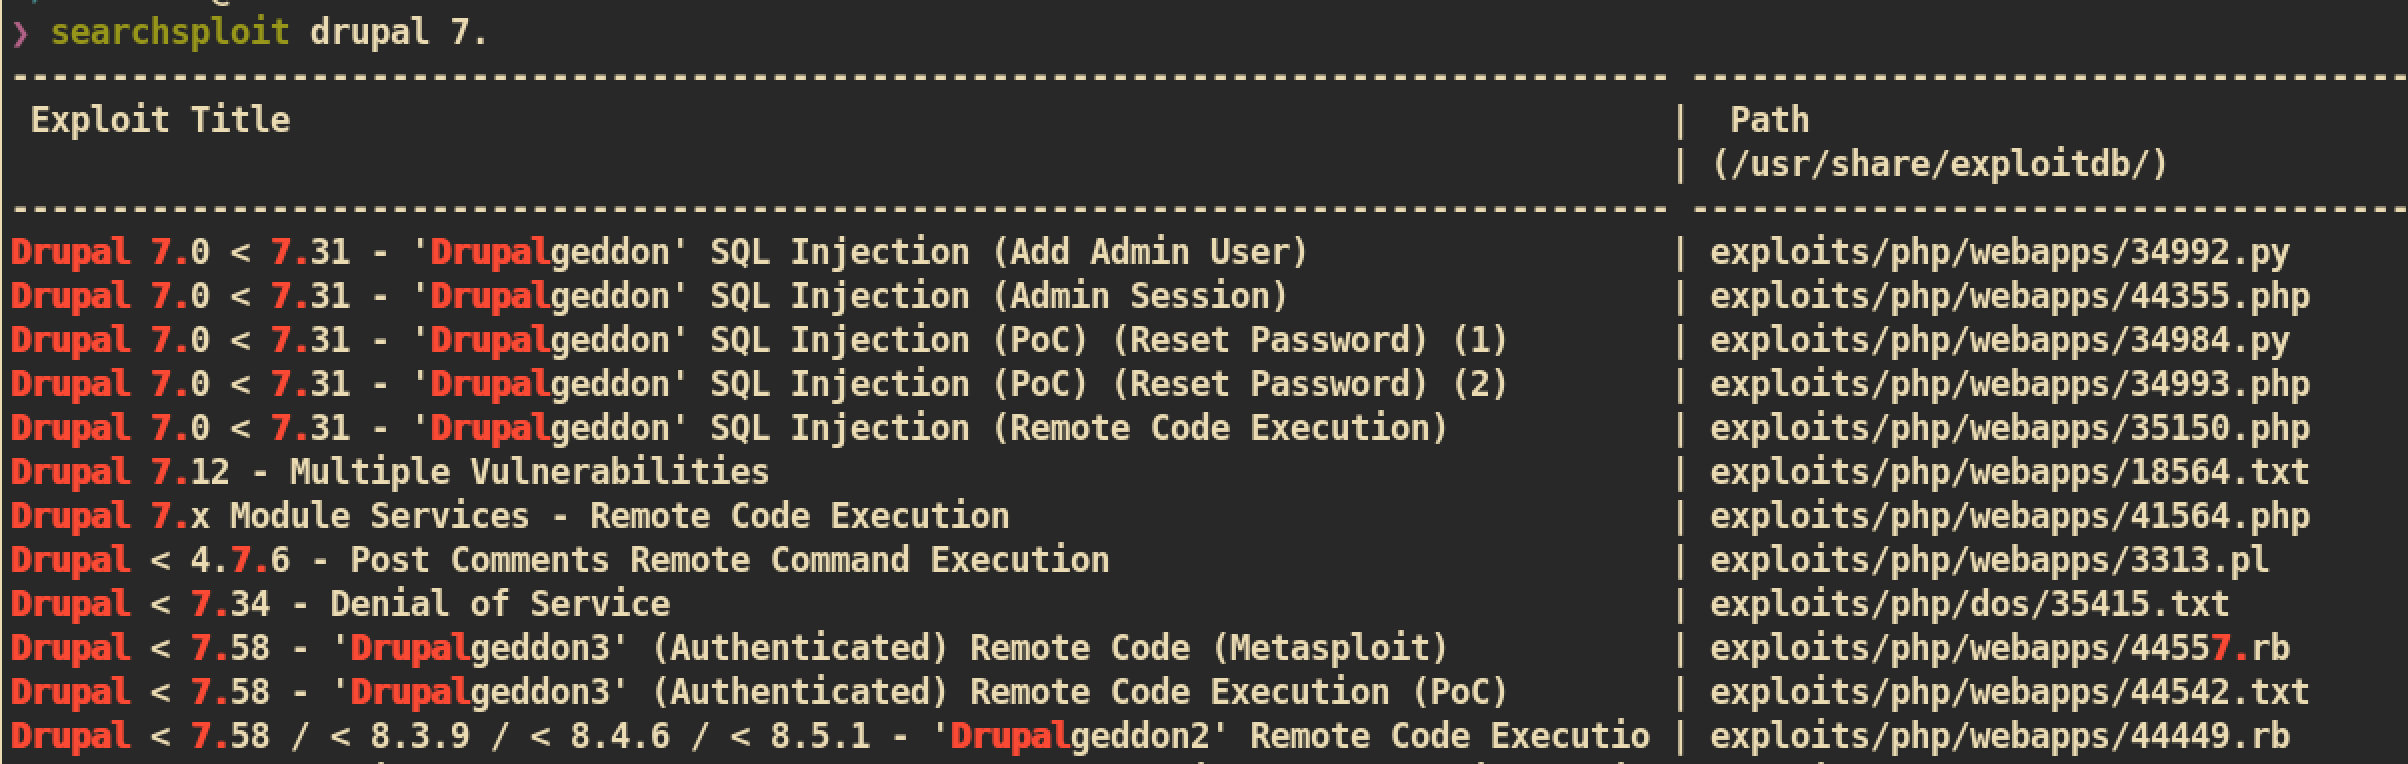 ❯ searchsploit drupal 7.
----------------------------------------------------------------------------------- ------------------------------------
Exploit Title | Path
| (/usr/share/exploitdb/)
----------------------------------------------------------------------------------- ------------------------------------
Drupal 7.0 < 7.31 - 'Drupalgeddon' SQL Injection (Add Admin User) | exploits/php/webapps/34992.py
Drupal 7.0 < 7.31 - 'Drupalgeddon' SQL Injection (Admin Session) | exploits/php/webapps/44355.php
Drupal 7.0 < 7.31 - 'Drupalgeddon' SQL Injection (PoC) (Reset Password) (1) | exploits/php/webapps/34984.py
Drupal 7.0 < 7.31 - 'Drupalgeddon' SQL Injection (PoC) (Reset Password) (2) | exploits/php/webapps/34993.php
Drupal 7.0 < 7.31 - 'Drupalgeddon' SQL Injection (Remote Code Execution) | exploits/php/webapps/35150.php
Drupal 7.12 - Multiple Vulnerabilities | exploits/php/webapps/18564.txt
Drupal 7.x Module Services - Remote Code Execution | exploits/php/webapps/41564.php
Drupal < 4.7.6 - Post Comments Remote Command Execution | exploits/php/webapps/3313.pl
Drupal < 7.34 - Denial of Service | exploits/php/dos/35415.txt
Drupal < 7.58 - 'Drupalgeddon3' (Authenticated) Remote Code (Metasploit) | exploits/php/webapps/44557.rb
Drupal < 7.58 - 'Drupalgeddon3' (Authenticated) Remote Code Execution (PoC) | exploits/php/webapps/44542.txt
Drupal < 7.58 / < 8.3.9 / < 8.4.6 / < 8.5.1 - 'Drupalgeddon2' Remote Code Executio | exploits/php/webapps/44449.rb